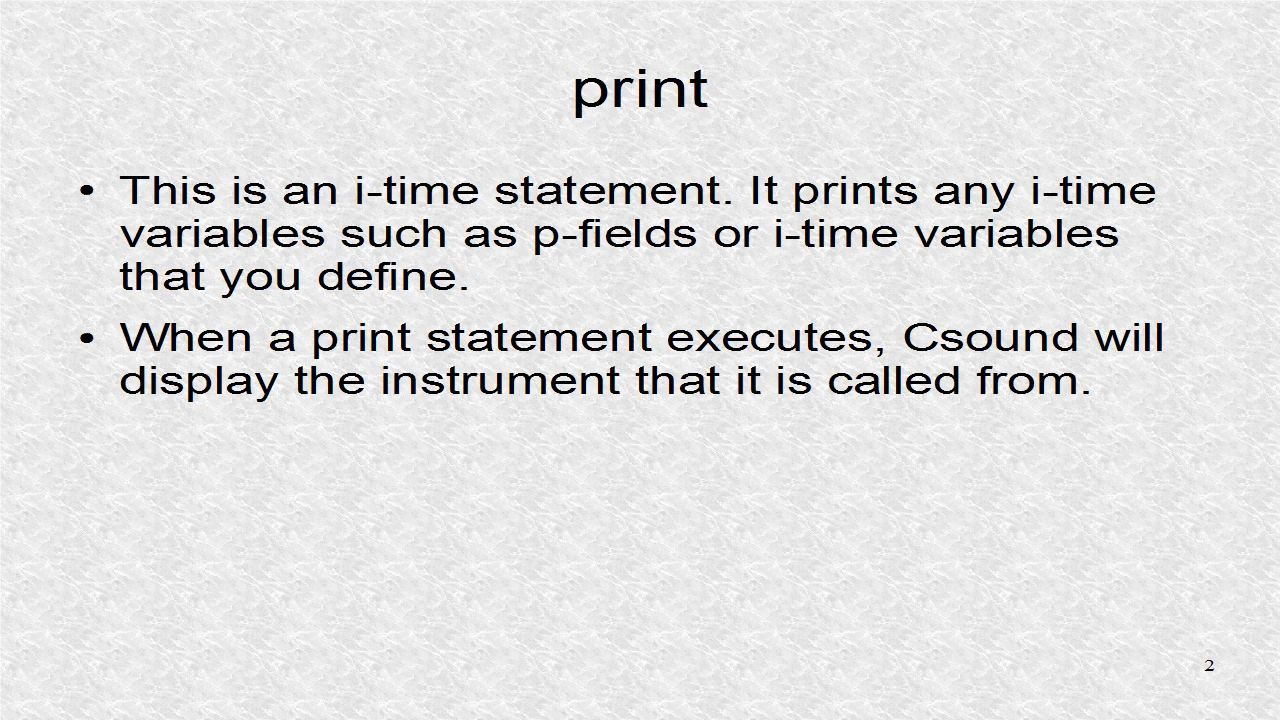 print
• This is an i-time statement. It prints any i-time
variables such as p-fields or i-time variables
that you define.
• When a print statement executes, Csound will
display the instrument that it is called from.
2